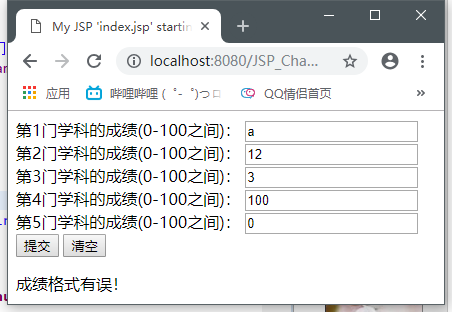 My JSP 'index.jsp' startin
localhost:8080/JSP_Cha...
应用 哔哩哔哩 ( ゜- ゜)つロ QQ情侣首页 »
第1门学科的成绩(0-100之间)： a
第2门学科的成绩(0-100之间)： 12
第3门学科的成绩(0-100之间)： 3
第4门学科的成绩(0-100之间)： 100
第5门学科的成绩(0-100之间)： 0
提交 清空
成绩格式有误！